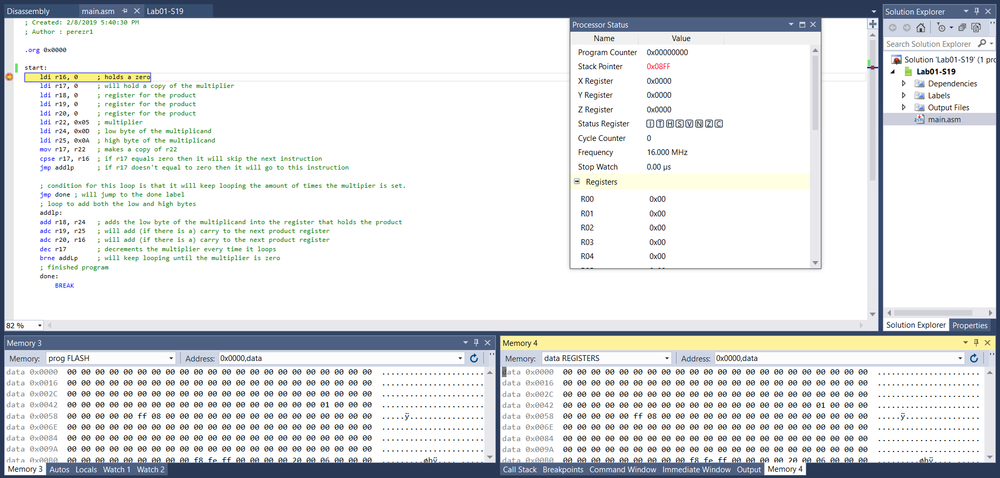 Disassembly main.asm Lab01-S19
; Created: 2/8/2019 5:40:30 PM
; Author : perezr1
.org 0x0000
start:
ldi r16, 0 ; holds a zero
ldi r17, 0 ; will hold a copy of the multiplier
ldi r18, 0 ; register for the product
ldi r19, 0 ; register for the product
ldi r20, 0 ; register for the product
ldi r22, 0x05 ; multiplier
ldi r24, 0x0D ; low byte of the multiplicand
ldi r25, 0x0A ; high byte of the multiplicand
mov r17, r22 ; makes a copy of r22
cpse r17, r16 ; if r17 equals zero then it will skip the next instruction
jmp addlp ; if r17 doesn't equal to zero then it will go to this instruction
; condition for this loop is that it will keep looping the amount of times the multipier is set.
jmp done ; will jump to the done label
; loop to add both the low and high bytes
addlp:
add r18, r24 ; adds the low byte of the multiplicand into the register that holds the product
adc r19, r25 ; will add (if there is a) carry to the next product register
adc r20, r16 ; will add (if there is a) carry to the next product register
dec r17 ; decrements the multiplier every time it loops
brne addLp ; will keep looping until the multiplier is zero
; finished program
done:
BREAK
82 %
Processor Status
Name Value
Program Counter 0x00000000
Stack Pointer 0x08FF
X Register 0x0000
Y Register 0x0000
Z Register 0x0000
Status Register I T H S V N Z C
Cycle Counter 0
Frequency 16.000 MHz
Stop Watch 0.00 µs
Registers
R00 0x00
R01 0x00
R02 0x00
R03 0x00
R04 0x00
Solution Explorer
Search Solution Explorer
Solution 'Lab01-S19' (1 pro
Lab01-S19
Dependencies
Labels
Output Files
main.asm
Solution Explorer Properties
Memory 3
Memory: prog FLASH Address: 0x0000,data
data 0x0000 00 00 00 00 00 00 00 00 00 00 00 00 00 00 00 00 00 00 00 00 00 00 ......................
data 0x0016 00 00 00 00 00 00 00 00 00 00 00 00 00 00 00 00 00 00 00 00 00 00 ......................
data 0x002C 00 00 00 00 00 00 00 00 00 00 00 00 00 00 00 00 00 00 00 00 00 00 ......................
data 0x0042 00 00 00 00 00 00 00 00 00 00 00 00 00 00 00 00 00 00 01 00 00 00 ......................
data 0x0058 00 00 00 00 00 ff 08 00 00 00 00 00 00 00 00 00 00 00 00 00 00 00 .....ÿ................
data 0x006E 00 00 00 00 00 00 00 00 00 00 00 00 00 00 00 00 00 00 00 00 00 00 ......................
data 0x0084 00 00 00 00 00 00 00 00 00 00 00 00 00 00 00 00 00 00 00 00 00 00 ......................
data 0x009A 00 00 00 00 00 00 00 00 00 00 00 00 00 00 00 00 00 00 00 00 00 00 ......................
data 0x00B0 00 00 00 00 00 00 00 00 00 f8 fe ff 00 00 00 00 20 00 06 00 00 00 .........øþÿ..........
Memory 3 Autos Locals Watch 1 Watch 2
Memory 4
Memory: data REGISTERS Address: 0x0000,data
data 0x0000 00 00 00 00 00 00 00 00 00 00 00 00 00 00 00 00 00 00 00 00 00 00 ......................
data 0x0016 00 00 00 00 00 00 00 00 00 00 00 00 00 00 00 00 00 00 00 00 00 00 ......................
data 0x002C 00 00 00 00 00 00 00 00 00 00 00 00 00 00 00 00 00 00 00 00 00 00 ......................
data 0x0042 00 00 00 00 00 00 00 00 00 00 00 00 00 00 00 00 00 00 01 00 00 00 ......................
data 0x0058 00 00 00 00 00 ff 08 00 00 00 00 00 00 00 00 00 00 00 00 00 00 00 .....ÿ................
data 0x006E 00 00 00 00 00 00 00 00 00 00 00 00 00 00 00 00 00 00 00 00 00 00 ......................
data 0x0084 00 00 00 00 00 00 00 00 00 00 00 00 00 00 00 00 00 00 00 00 00 00 ......................
data 0x009A 00 00 00 00 00 00 00 00 00 00 00 00 00 00 00 00 00 00 00 00 00 00 ......................
data 0x00B0 00 00 00 00 00 00 00 00 00 f8 fe ff 00 00 00 00 20 00 06 00 00 00 .........øþÿ..........
Call Stack Breakpoints Command Window Immediate Window Output Memory 4